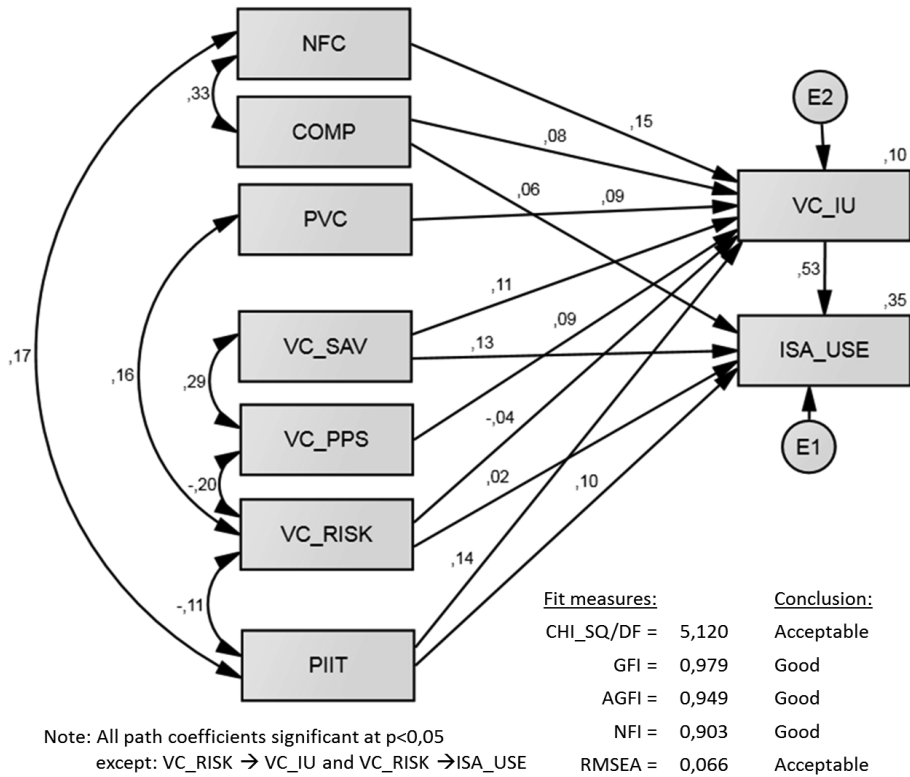 NFC
E2
,33
COMP
,15
,10
,08
,06
,09
VC_IU
PVC
,53
,11
,35
,09
VC_SAV
,13
ISA_USE
,17
,16
,29
-,04
VC_PPS
E1
-,20
,02
,10
VC_RISK
,14
-,11
Fit measures:
Conclusion:
CHI_SQ/DF = 5,120 Acceptable
PIIT
GFI = 0,979 Good
AGFI = 0,949 Good
NFI = 0,903 Good
RMSEA = 0,066 Acceptable
Note: All path coefficients significant at p<0,05
except: VC_RISK → VC_IU and VC_RISK →ISA_USE